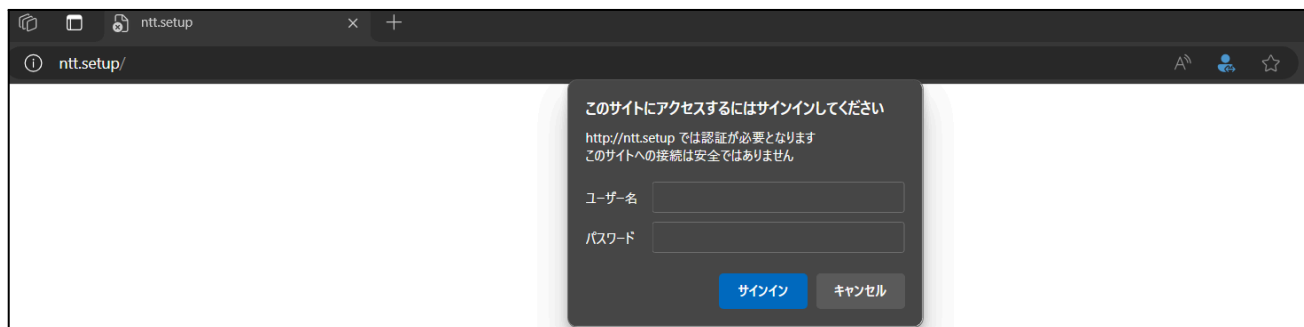 ntt.setup
ntt.setup/
このサイトにアクセスするにはサインインしてください
http://ntt.setup では認証が必要となります
このサイトへの接続は安全ではありません
ユーザー名
パスワード
サインイン
キャンセル